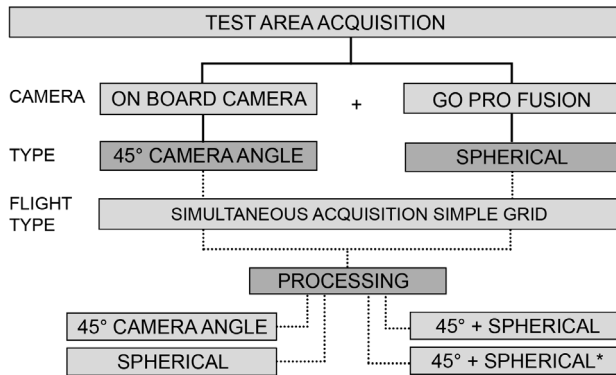 TEST AREA ACQUISITION
CAMERA ON BOARD CAMERA + GO PRO FUSION
TYPE 45° CAMERA ANGLE SPHERICAL
FLIGHT
TYPE SIMULTANEOUS ACQUISITION SIMPLE GRID
PROCESSING
45° CAMERA ANGLE 45° + SPHERICAL
SPHERICAL 45° + SPHERICAL*